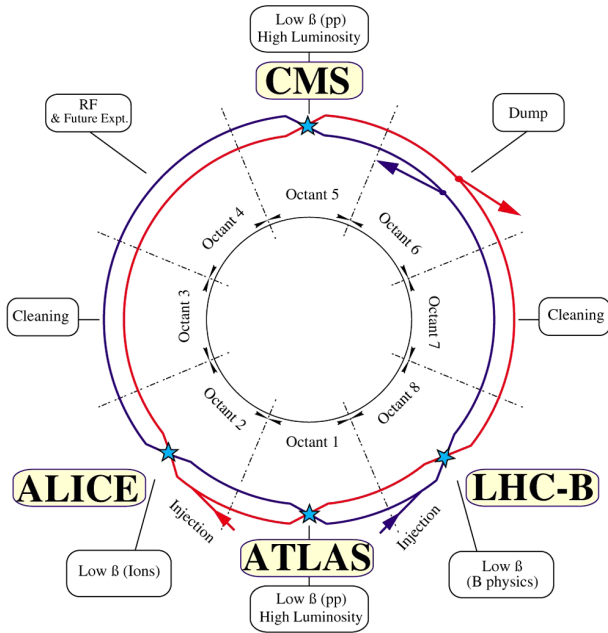 Low ß (pp)
High Luminosity
CMS
RF
& Future Expt.
Dump
Octant 5
Octant 4
Octant 6
Cleaning
Octant 3
Octant 7
Cleaning
Octant 2
Octant 8
Octant 1
ALICE
LHC-B
Injection
Injection
ATLAS
Low ß (Ions)
Low ß
(B physics)
Low ß (pp)
High Luminosity